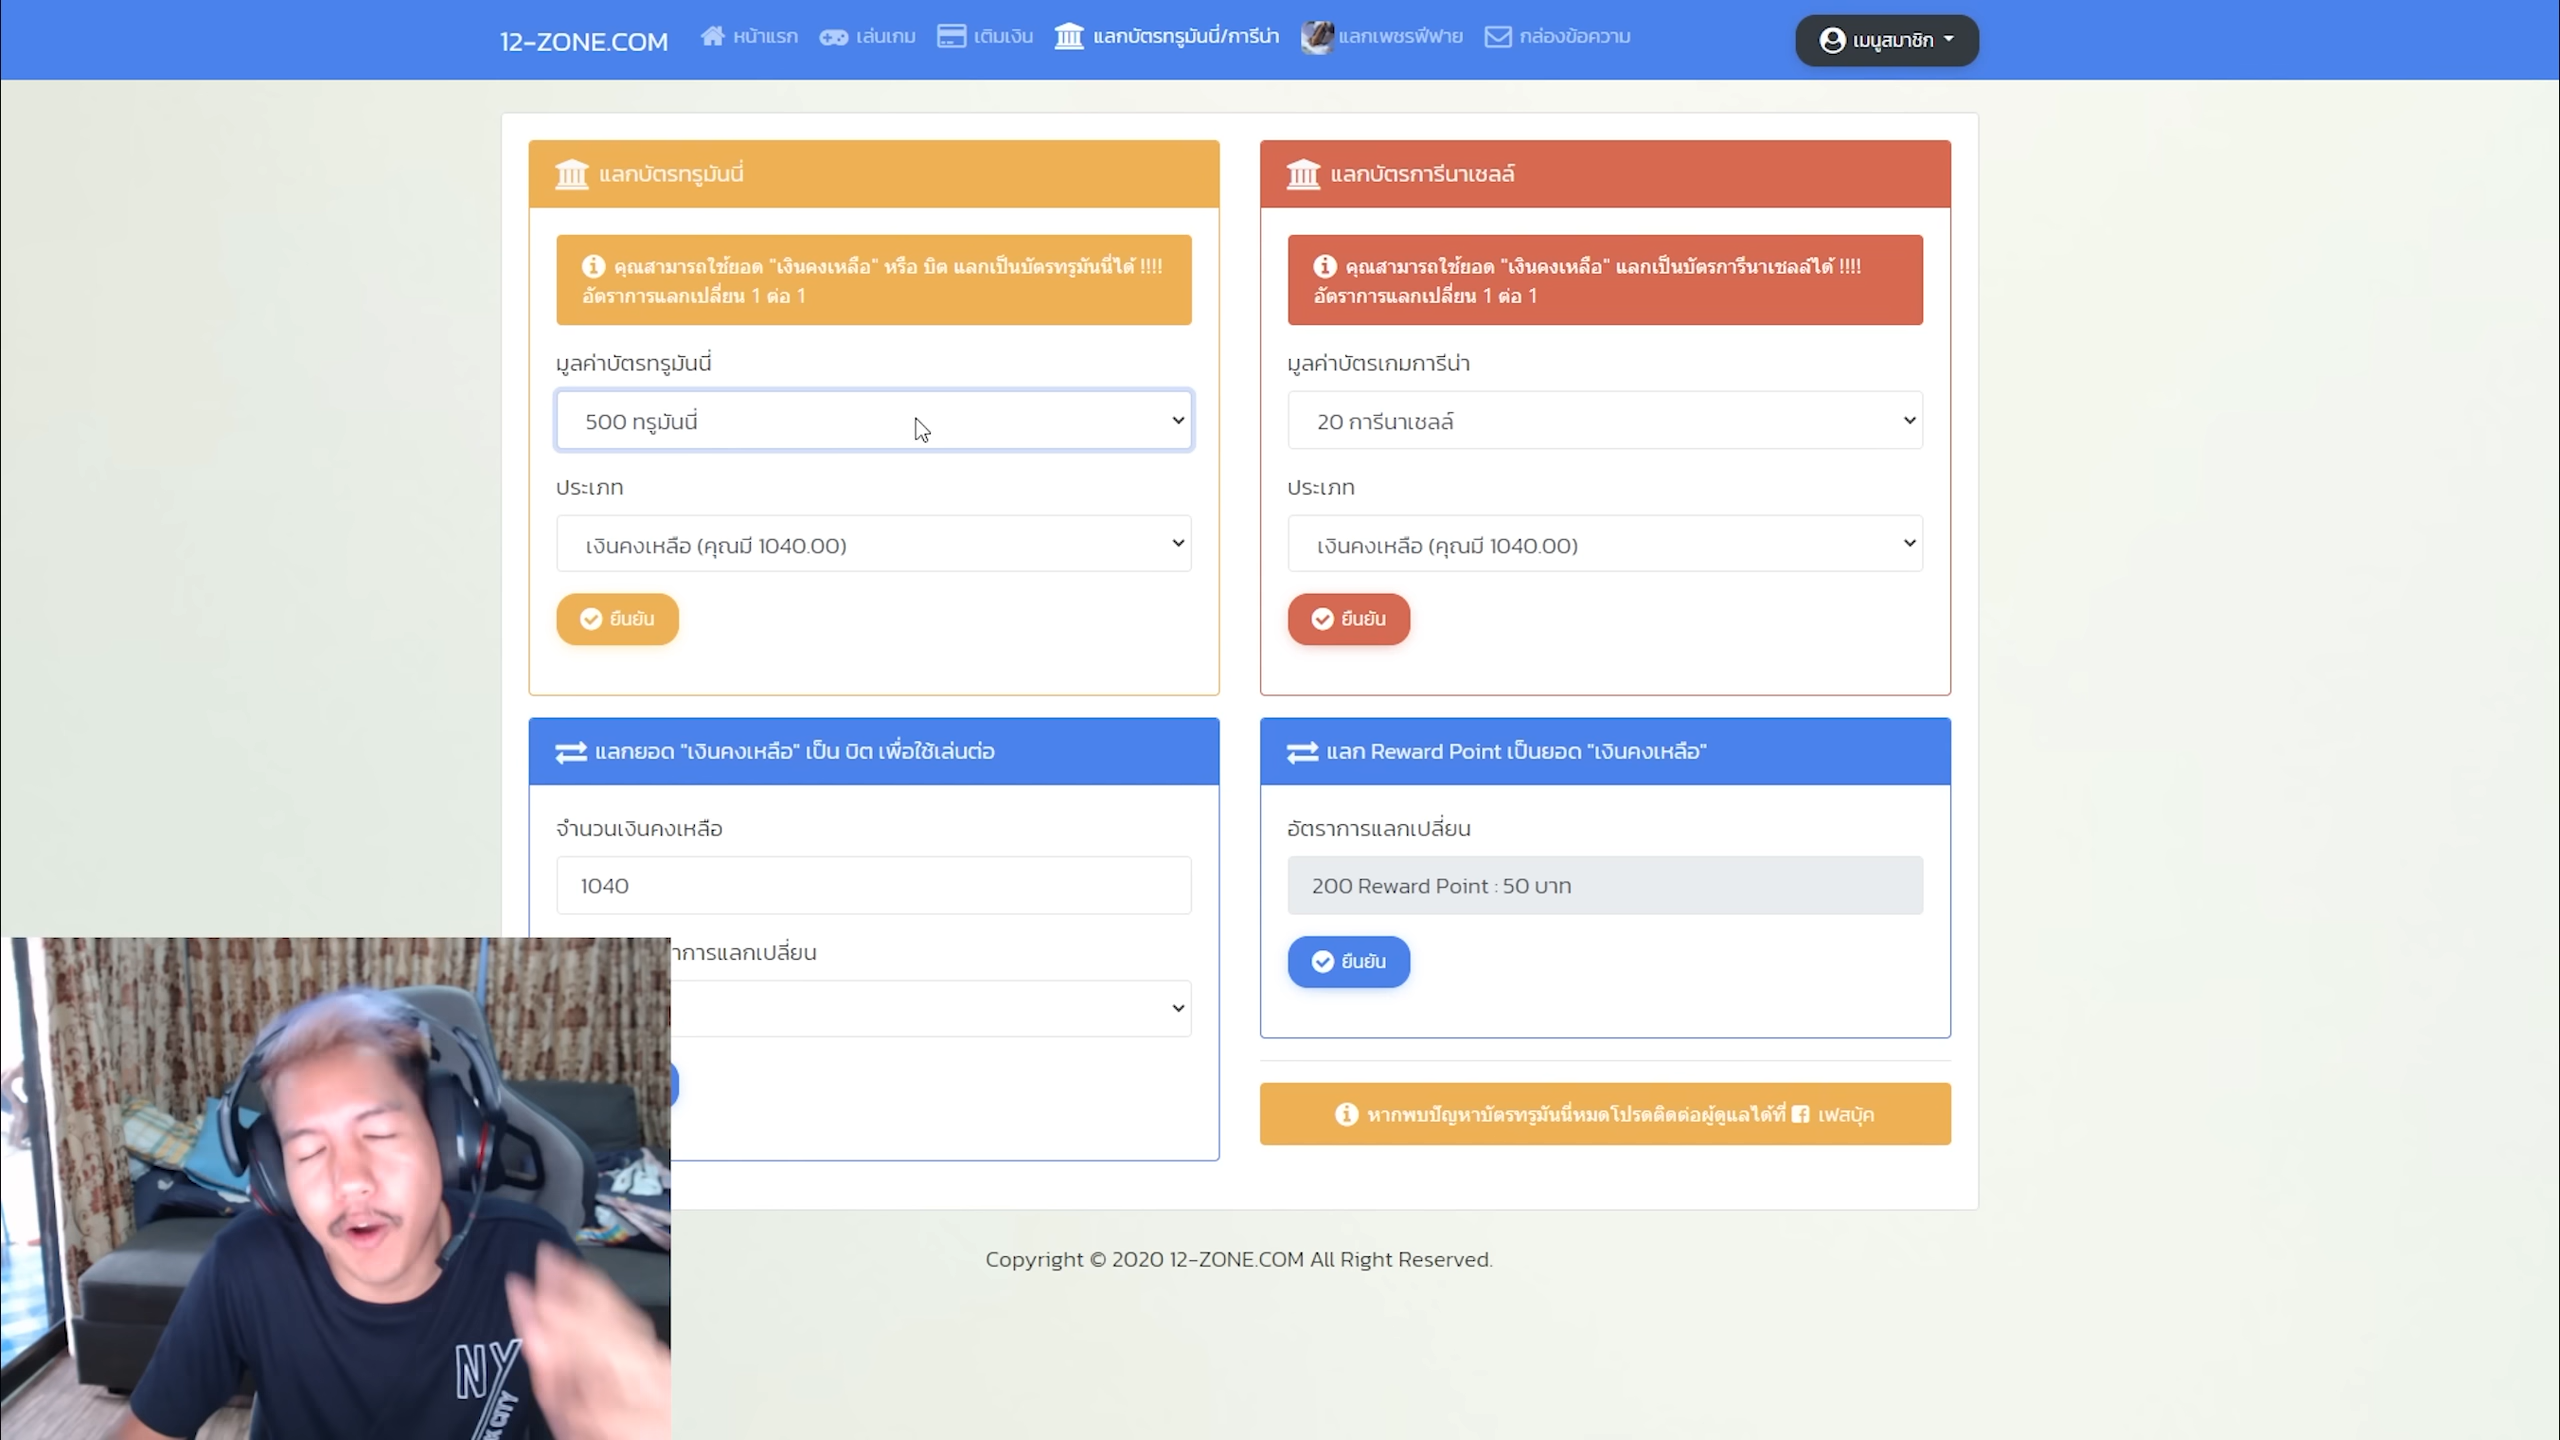 12-ZONE.COM
หน้าแรก
เล่นเกม
เติมเงิน
แลกบัตรทรูมันนี่/การีน่า
แลกเพชรฟีฟาย
กล่องข้อความ
เมนูสมาชิก
แลกบัตรทรูมันนี่
คุณสามารถใช้ยอด "เงินคงเหลือ" หรือ บิต แลกเป็นบัตรทรูมันนี่ได้ !!!!
อัตราการแลกเปลี่ยน 1 ต่อ 1
มูลค่าบัตรทรูมันนี่
500 ทรูมันนี่
ประเภท
เงินคงเหลือ (คุณมี 1040.00)
ยืนยัน
แลกบัตรการีนาเชลล์
คุณสามารถใช้ยอด "เงินคงเหลือ" แลกเป็นบัตรการีนาเชลล์ได้ !!!!
อัตราการแลกเปลี่ยน 1 ต่อ 1
มูลค่าบัตรเกมการีน่า
20 การีนาเชลล์
ประเภท
เงินคงเหลือ (คุณมี 1040.00)
ยืนยัน
แลกยอด "เงินคงเหลือ" เป็น บิต เพื่อใช้เล่นต่อ
จำนวนเงินคงเหลือ
1040
าการแลกเปลี่ยน
แลก Reward Point เป็นยอด "เงินคงเหลือ"
อัตราการแลกเปลี่ยน
200 Reward Point : 50 บาท
ยืนยัน
หากพบปัญหาบัตรทรูมันนี่หมดโปรดติดต่อผู้ดูแลได้ที่ เฟสบุ้ค
Copyright © 2020 12-ZONE.COM All Right Reserved.
NY
CITY